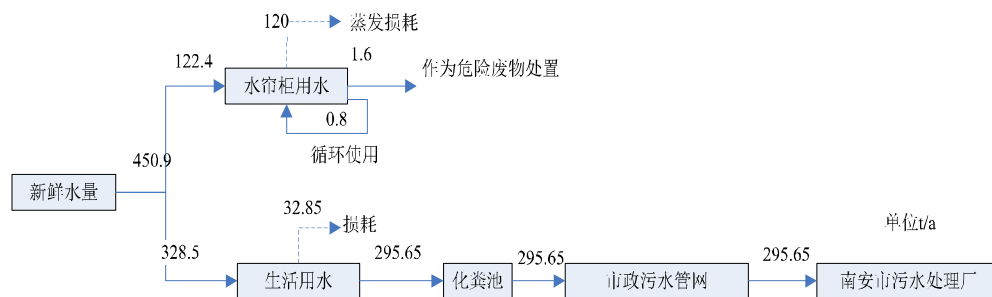 120
蒸发损耗
122.4
1.6
水帘柜用水
作为危险废物处置
0.8
循环使用
450.9
新鲜水量
32.85
损耗
单位t/a
328.5
295.65
295.65
295.65
生活用水
化粪池
市政污水管网
南安市污水处理厂